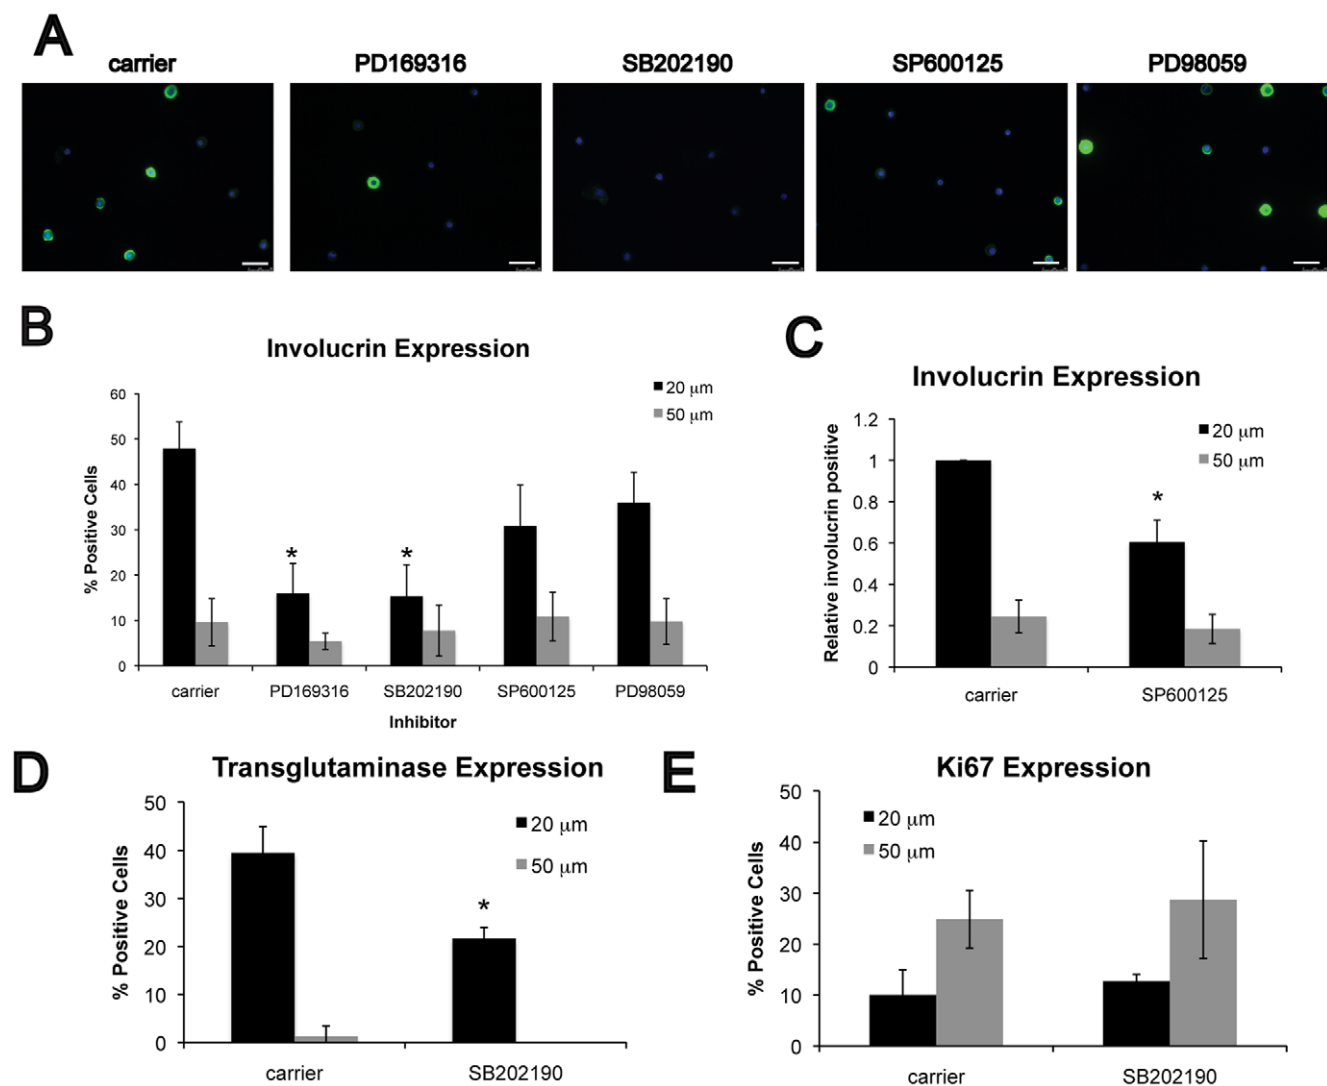 A
carrier
PD169316
SB202190
SP600125
PD98059
B
Involucrin Expression
20 μm
50 μm
% Positive Cells
60
50
40
30
20
10
0
*
*
carrier
PD169316
SB202190
SP600125
PD98059
Inhibitor
C
Involucrin Expression
20 μm
50 μm
Relative involucrin positive
1.2
1
0.8
0.6
0.4
0.2
0
*
carrier
SP600125
D
Transglutaminase Expression
20 μm
50 μm
% Positive Cells
50
40
30
20
10
0
*
carrier
SB202190
E
Ki67 Expression
20 μm
50 μm
% Positive Cells
50
40
30
20
10
0
carrier
SB202190